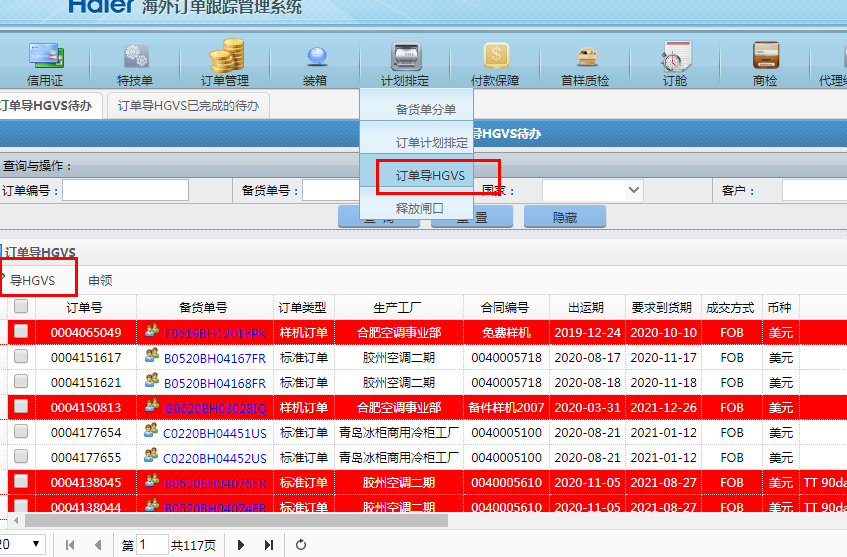 Haier 海外订单跟踪管理系统
信用证 特技单 订单管理 装箱 计划排定 付款保障 首样质检 订舱 商检
订单导HGVS待办 订单导HGVS已完成的待办
备货单分单
HGVS待办
订单计划排定
查询与操作：
订单编号： 备货单号： 订单导HGVS 国家： 客户：
释放闸口
隐藏
订单导HGVS
导HGVS 申领
订单号 备货单号 订单类型 生产工厂 合同编号 出运期 要求到货期 成交方式 币种
0004065049 F0519BH12018PK 样机订单 合肥空调事业部 免费样机 2019-12-24 2020-10-10 FOB 美元
0004151617 B0520BH04167FR 标准订单 胶州空调二期 0040005718 2020-08-17 2020-11-17 FOB 美元
0004151621 B0520BH04168FR 标准订单 胶州空调二期 0040005718 2020-08-18 2020-11-18 FOB 美元
0004150813 G0620BH03028IQ 样机订单 合肥空调事业部 备件样机2007 2020-03-31 2021-12-26 FOB 美元
0004177654 C0220BH04451US 标准订单 青岛冰柜商用冷柜工厂 0040005100 2020-08-21 2021-01-12 FOB 美元
0004177655 C0220BH04452US 标准订单 青岛冰柜商用冷柜工厂 0040005100 2020-08-21 2021-01-12 FOB 美元
0004138045 B0520BH04075FR 标准订单 胶州空调二期 0040005610 2020-11-05 2021-08-27 FOB 美元 TT 90da
0004138044 B0520BH04074FR 标准订单 胶州空调二期 0040005610 2020-11-05 2021-08-27 FOB 美元 TT 90da
20 第 1 共117页